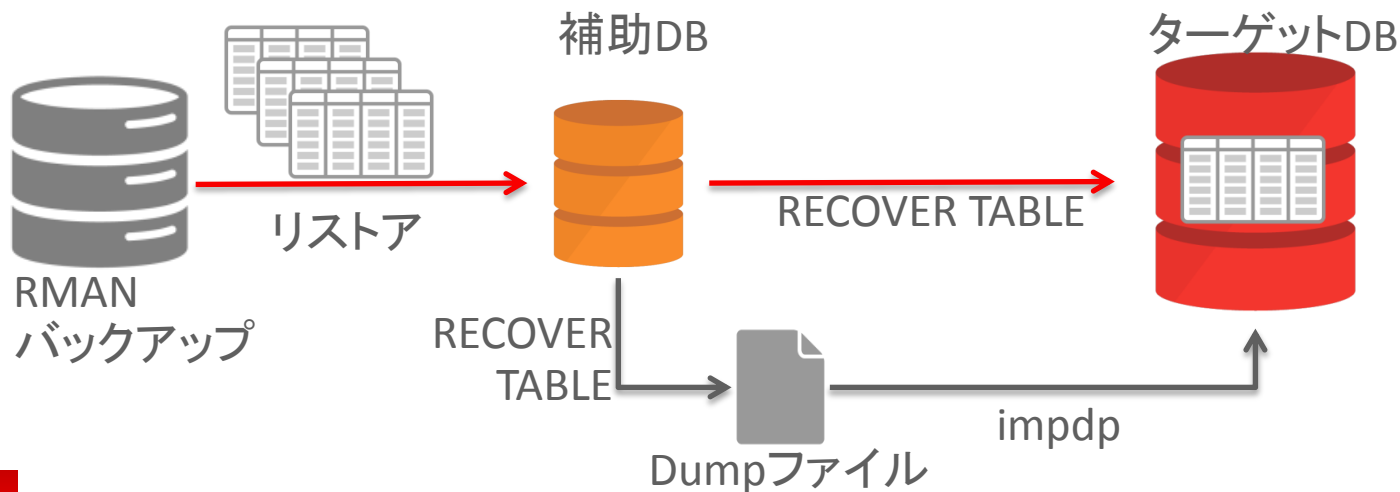 補助DB
ターゲットDB
リストア
RECOVER TABLE
RMAN
バックアップ
RECOVER
TABLE
impdp
Dumpファイル